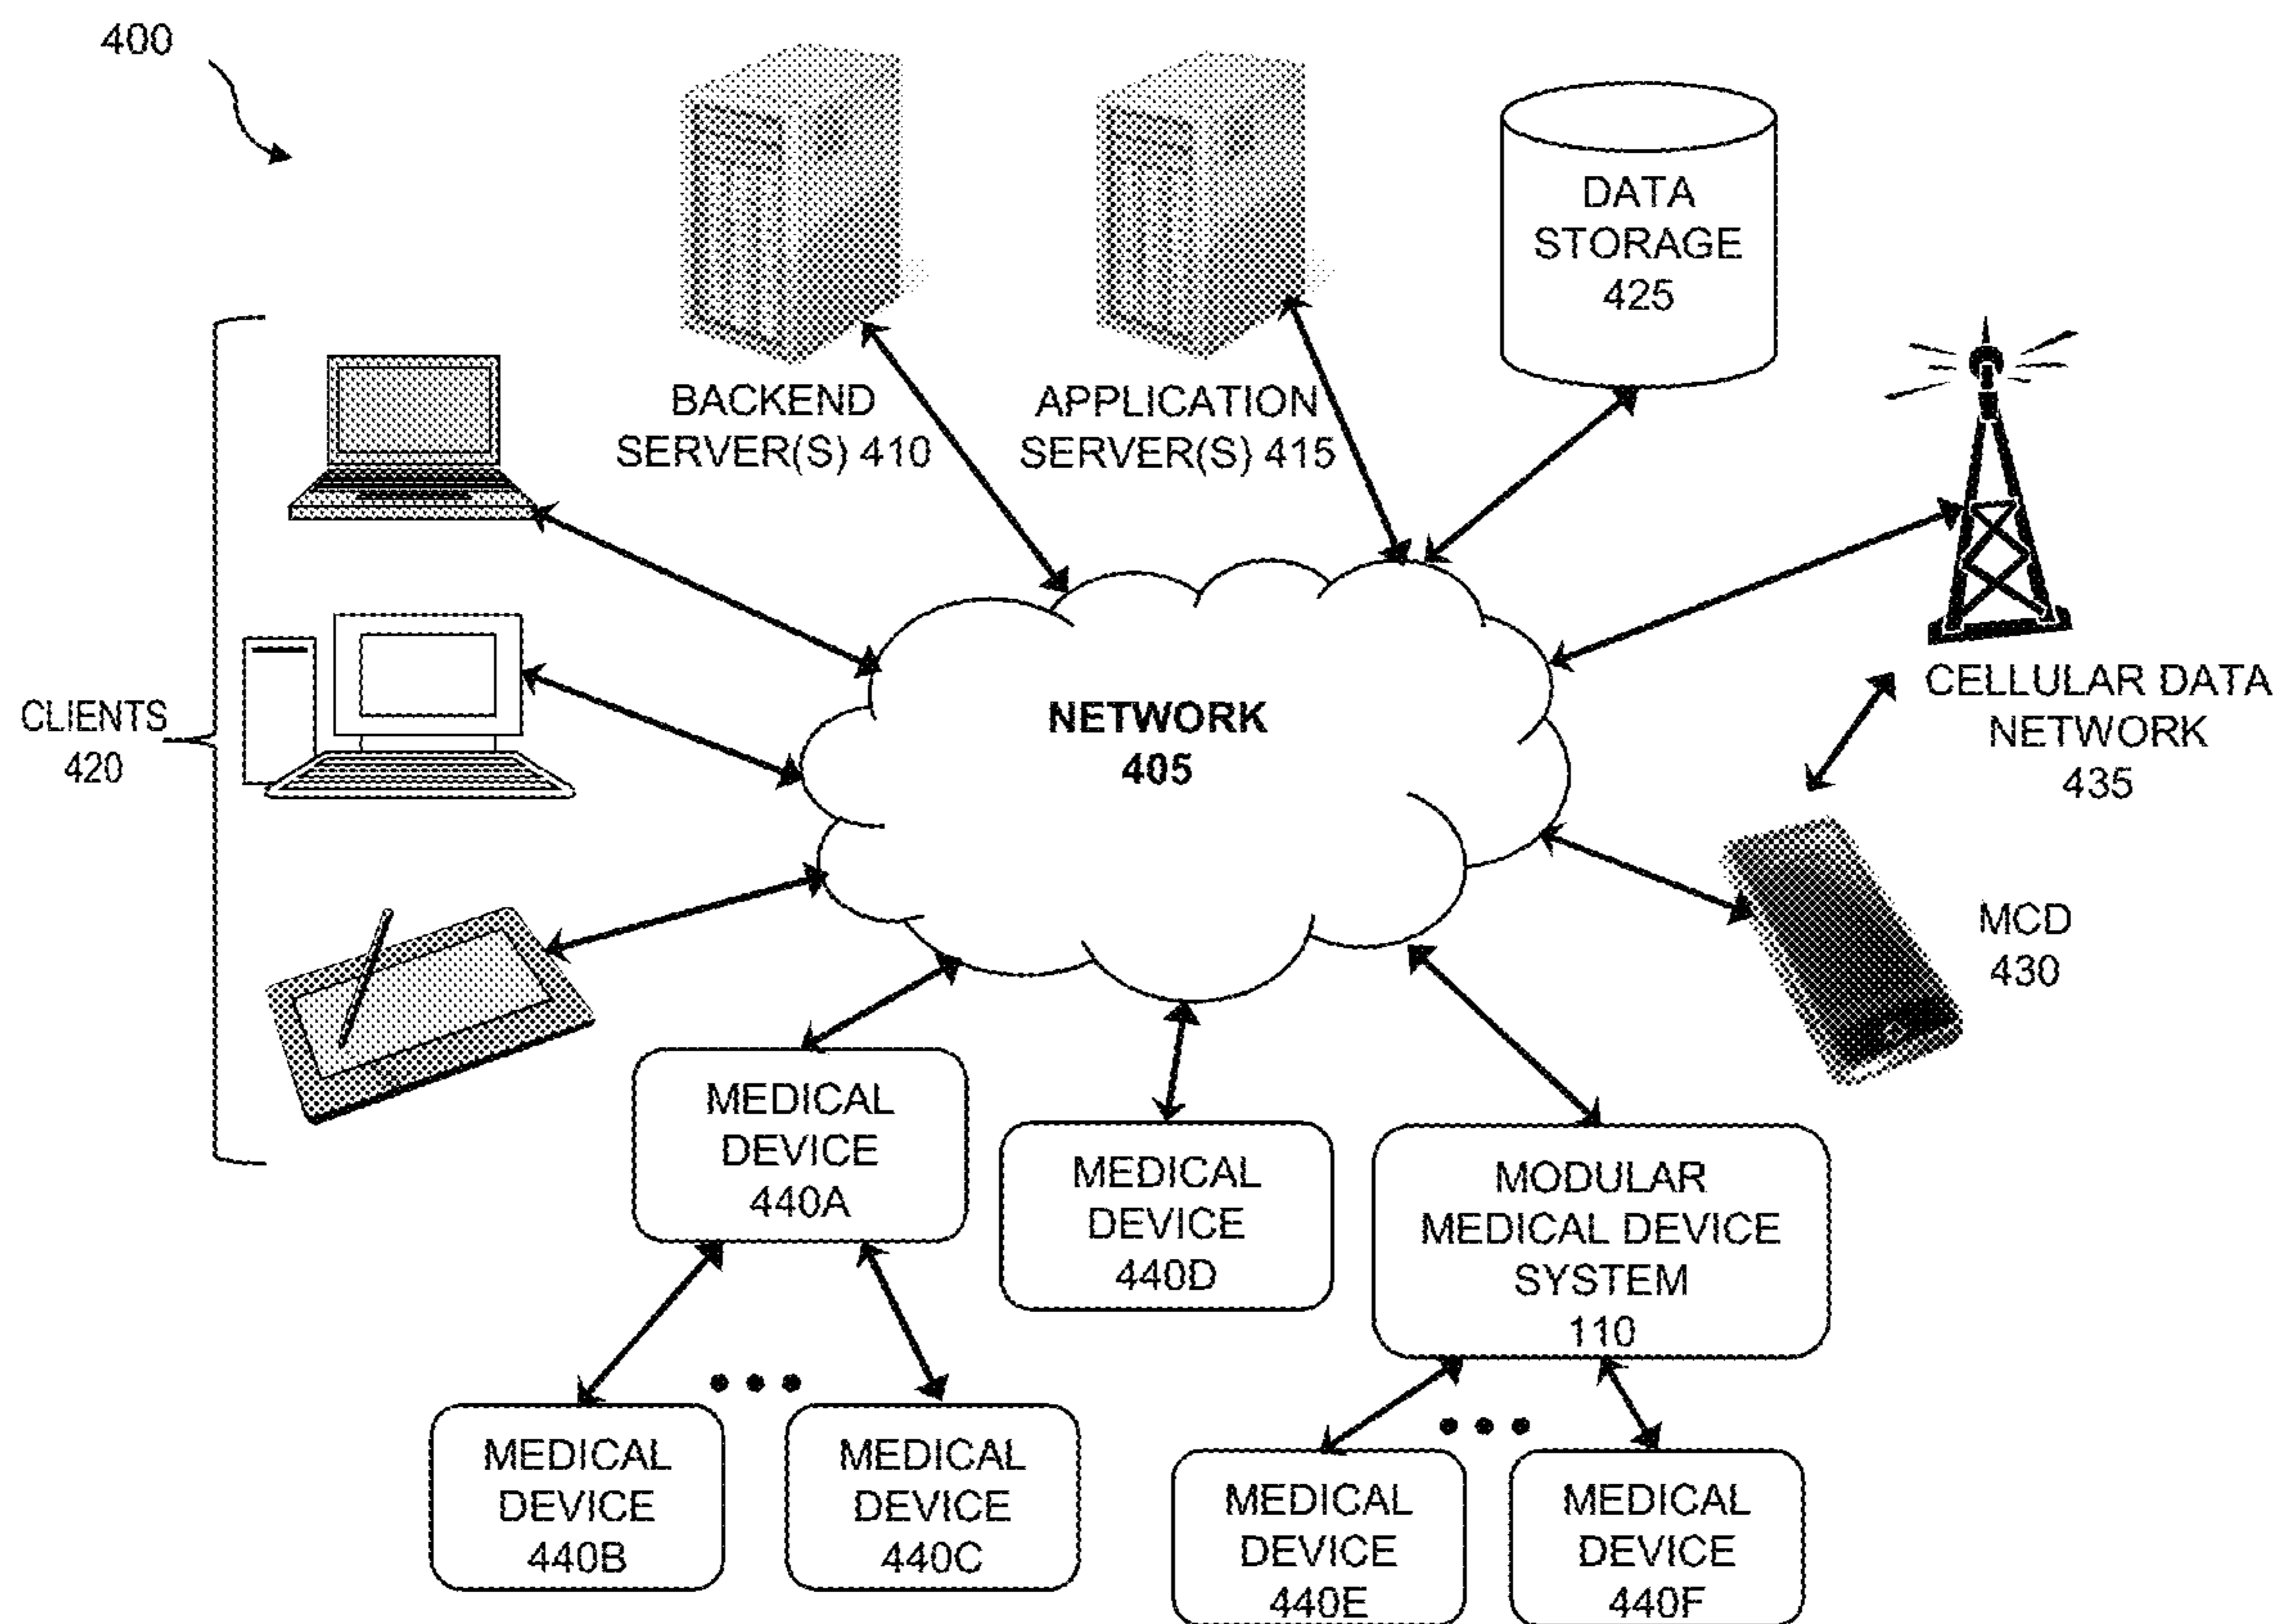 400
BACKEND
SERVER(S) 410
APPLICATION
SERVER(S) 415
DATA
STORAGE
425
CLIENTS
420
NETWORK
405
CELLULAR DATA
NETWORK
435
MCD
430
MEDICAL
DEVICE
440A
MEDICAL
DEVICE
440D
MODULAR
MEDICAL DEVICE
SYSTEM
110
MEDICAL
DEVICE
440B
MEDICAL
DEVICE
440C
MEDICAL
DEVICE
440E
MEDICAL
DEVICE
440F